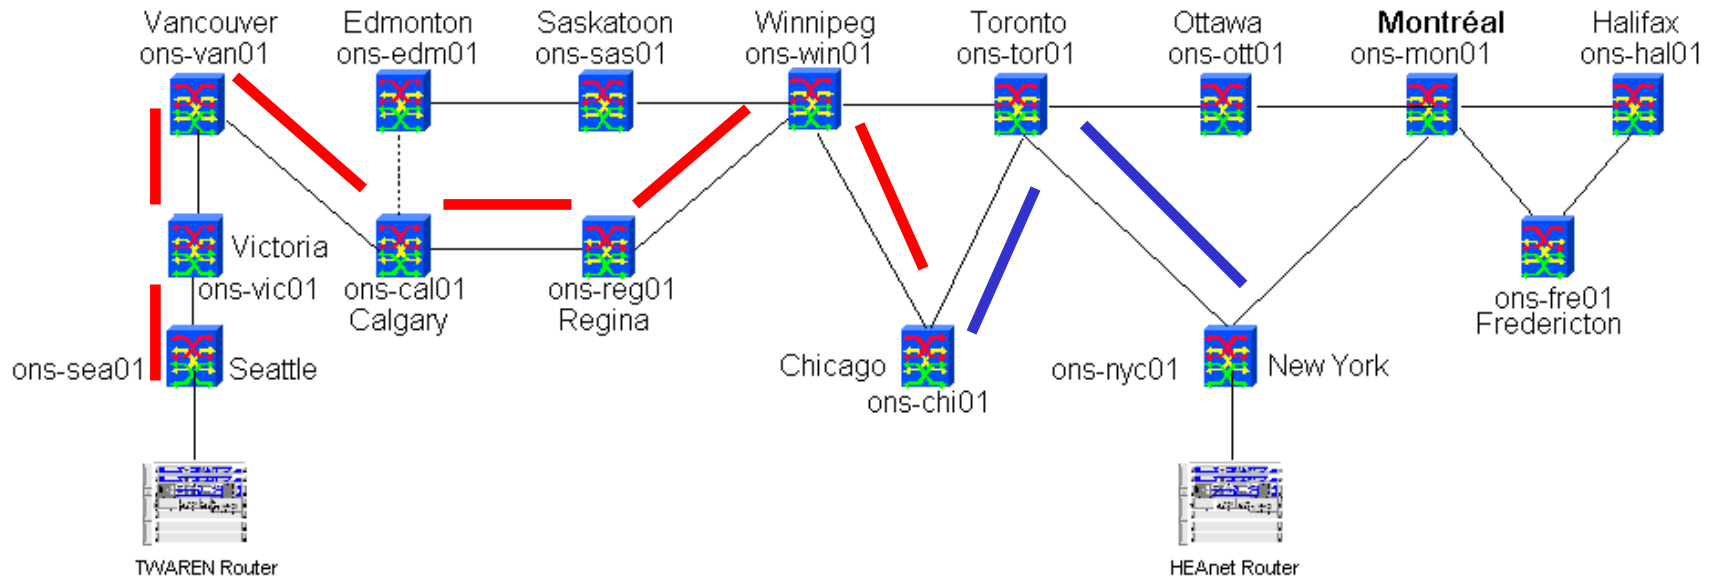 Vancouver
ons-van01
Edmonton
ons-edm01
Saskatoon
ons-sas01
Winnipeg
ons-win01
Toronto
ons-tor01
Ottawa
ons-ott01
Montréal
ons-mon01
Halifax
ons-hal01
Victoria
ons-vic01
ons-cal01
Calgary
ons-reg01
Regina
ons-fre01
Fredericton
ons-sea01
Seattle
Chicago
ons-chi01
ons-nyc01
New York
TWAREN Router
HEAnet Router